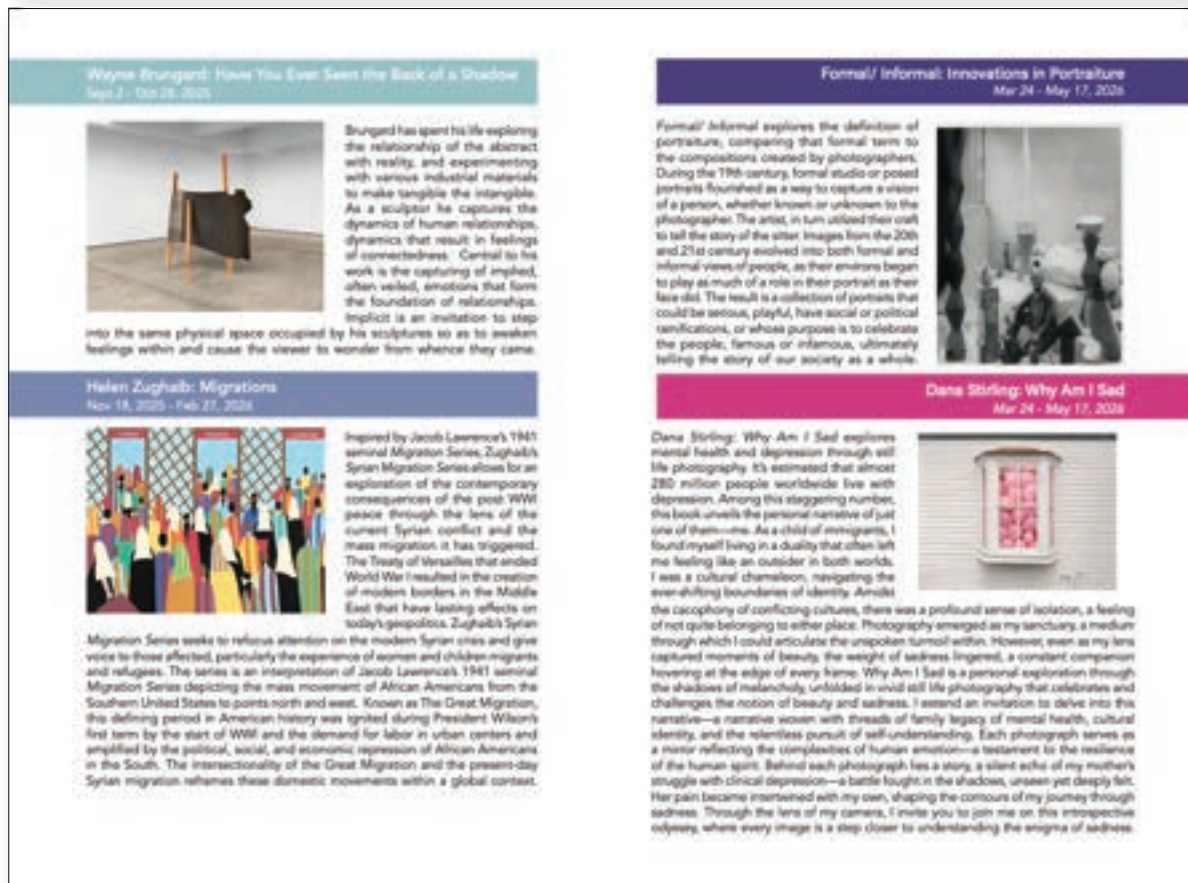 Wayne Brungard: Have You Ever Seen the Back of a Shadow
Sept 2 - Oct 28, 2025
Brungard has spent his life exploring
the relationship of the abstract
with reality, and experimenting
with various industrial materials
to make tangible the intangible.
As a sculptor he captures the
dynamics of human relationships,
dynamics that result in feelings
of connectedness. Central to his
work is the capturing of implied,
often veiled, emotions that form
the foundation of relationships.
Implicit is an invitation to step
into the same physical space occupied by his sculptures so as to awaken
feelings within and cause the viewer to wonder from whence they came.
Helen Zughaib: Migrations
Nov 18, 2025 - Feb 27, 2026
Inspired by Jacob Lawrence's 1941
seminal Migration Series, Zughaib's
Syrian Migration Series allows for an
exploration of the contemporary
consequences of the post WWI
peace through the lens of the
current Syrian conflict and the
mass migration it has triggered.
The Treaty of Versailles that ended
World War I resulted in the creation
of modern borders in the Middle
East that have lasting effects on
today's geopolitics. Zughaib's Syrian
Migration Series seeks to refocus attention on the modern Syrian crisis and give
voice to those affected, particularly the experience of women and children migrants
and refugees. The series is an interpretation of Jacob Lawrence's 1941 seminal
Migration Series depicting the mass movement of African Americans from the
Southern United States to points north and west. Known as The Great Migration,
this defining period in American history was ignited during President Wilson's
first term by the start of WWI and the demand for labor in urban centers and
amplified by the political, social, and economic repression of African Americans
in the South. The intersectionality of the Great Migration and the present-day
Syrian migration reframes these domestic movements within a global context.
Formal/ Informal: Innovations in Portraiture
Mar 24 - May 17, 2026
Formal/ Informal explores the definition of
portraiture, comparing that formal term to
the compositions created by photographers.
During the 19th century, formal studio or posed
portraits flourished as a way to capture a vision
of a person, whether known or unknown to the
photographer. The artist, in turn utilized their craft
to tell the story of the sitter. Images from the 20th
and 21st century evolved into both formal and
informal views of people, as their environs began
to play as much of a role in their portrait as their
face did. The result is a collection of portraits that
could be serious, playful, have social or political
ramifications, or whose purpose is to celebrate
the people, famous or infamous, ultimately
telling the story of our society as a whole.
Dana Stirling: Why Am I Sad
Mar 24 - May 17, 2026
Dana Stirling: Why Am I Sad explores
mental health and depression through still
life photography. It's estimated that almost
280 million people worldwide live with
depression. Among this staggering number,
this book unveils the personal narrative of just
one of them—me. As a child of immigrants, I
found myself living in a duality that often left
me feeling like an outsider in both worlds.
I was a cultural chameleon, navigating the
ever-shifting boundaries of identity. Amidst
the cacophony of conflicting cultures, there was a profound sense of isolation, a feeling
of not quite belonging to either place. Photography emerged as my sanctuary, a medium
through which I could articulate the unspoken turmoil within. However, even as my lens
captured moments of beauty, the weight of sadness lingered, a constant companion
hovering at the edge of every frame. Why Am I Sad is a personal exploration through
the shadows of melancholy, unfolded in vivid still life photography that celebrates and
challenges the notion of beauty and sadness. I extend an invitation to delve into this
narrative—a narrative woven with threads of family legacy of mental health, cultural
identity, and the relentless pursuit of self-understanding. Each photograph serves as
a mirror reflecting the complexities of human emotion—a testament to the resilience
of the human spirit. Behind each photograph lies a story, a silent echo of my mother's
struggle with clinical depression—a battle fought in the shadows, unseen yet deeply felt.
Her pain became intertwined with my own, shaping the contours of my journey through
sadness. Through the lens of my camera, I invite you to join me on this introspective
odyssey, where every image is a step closer to understanding the enigma of sadness.